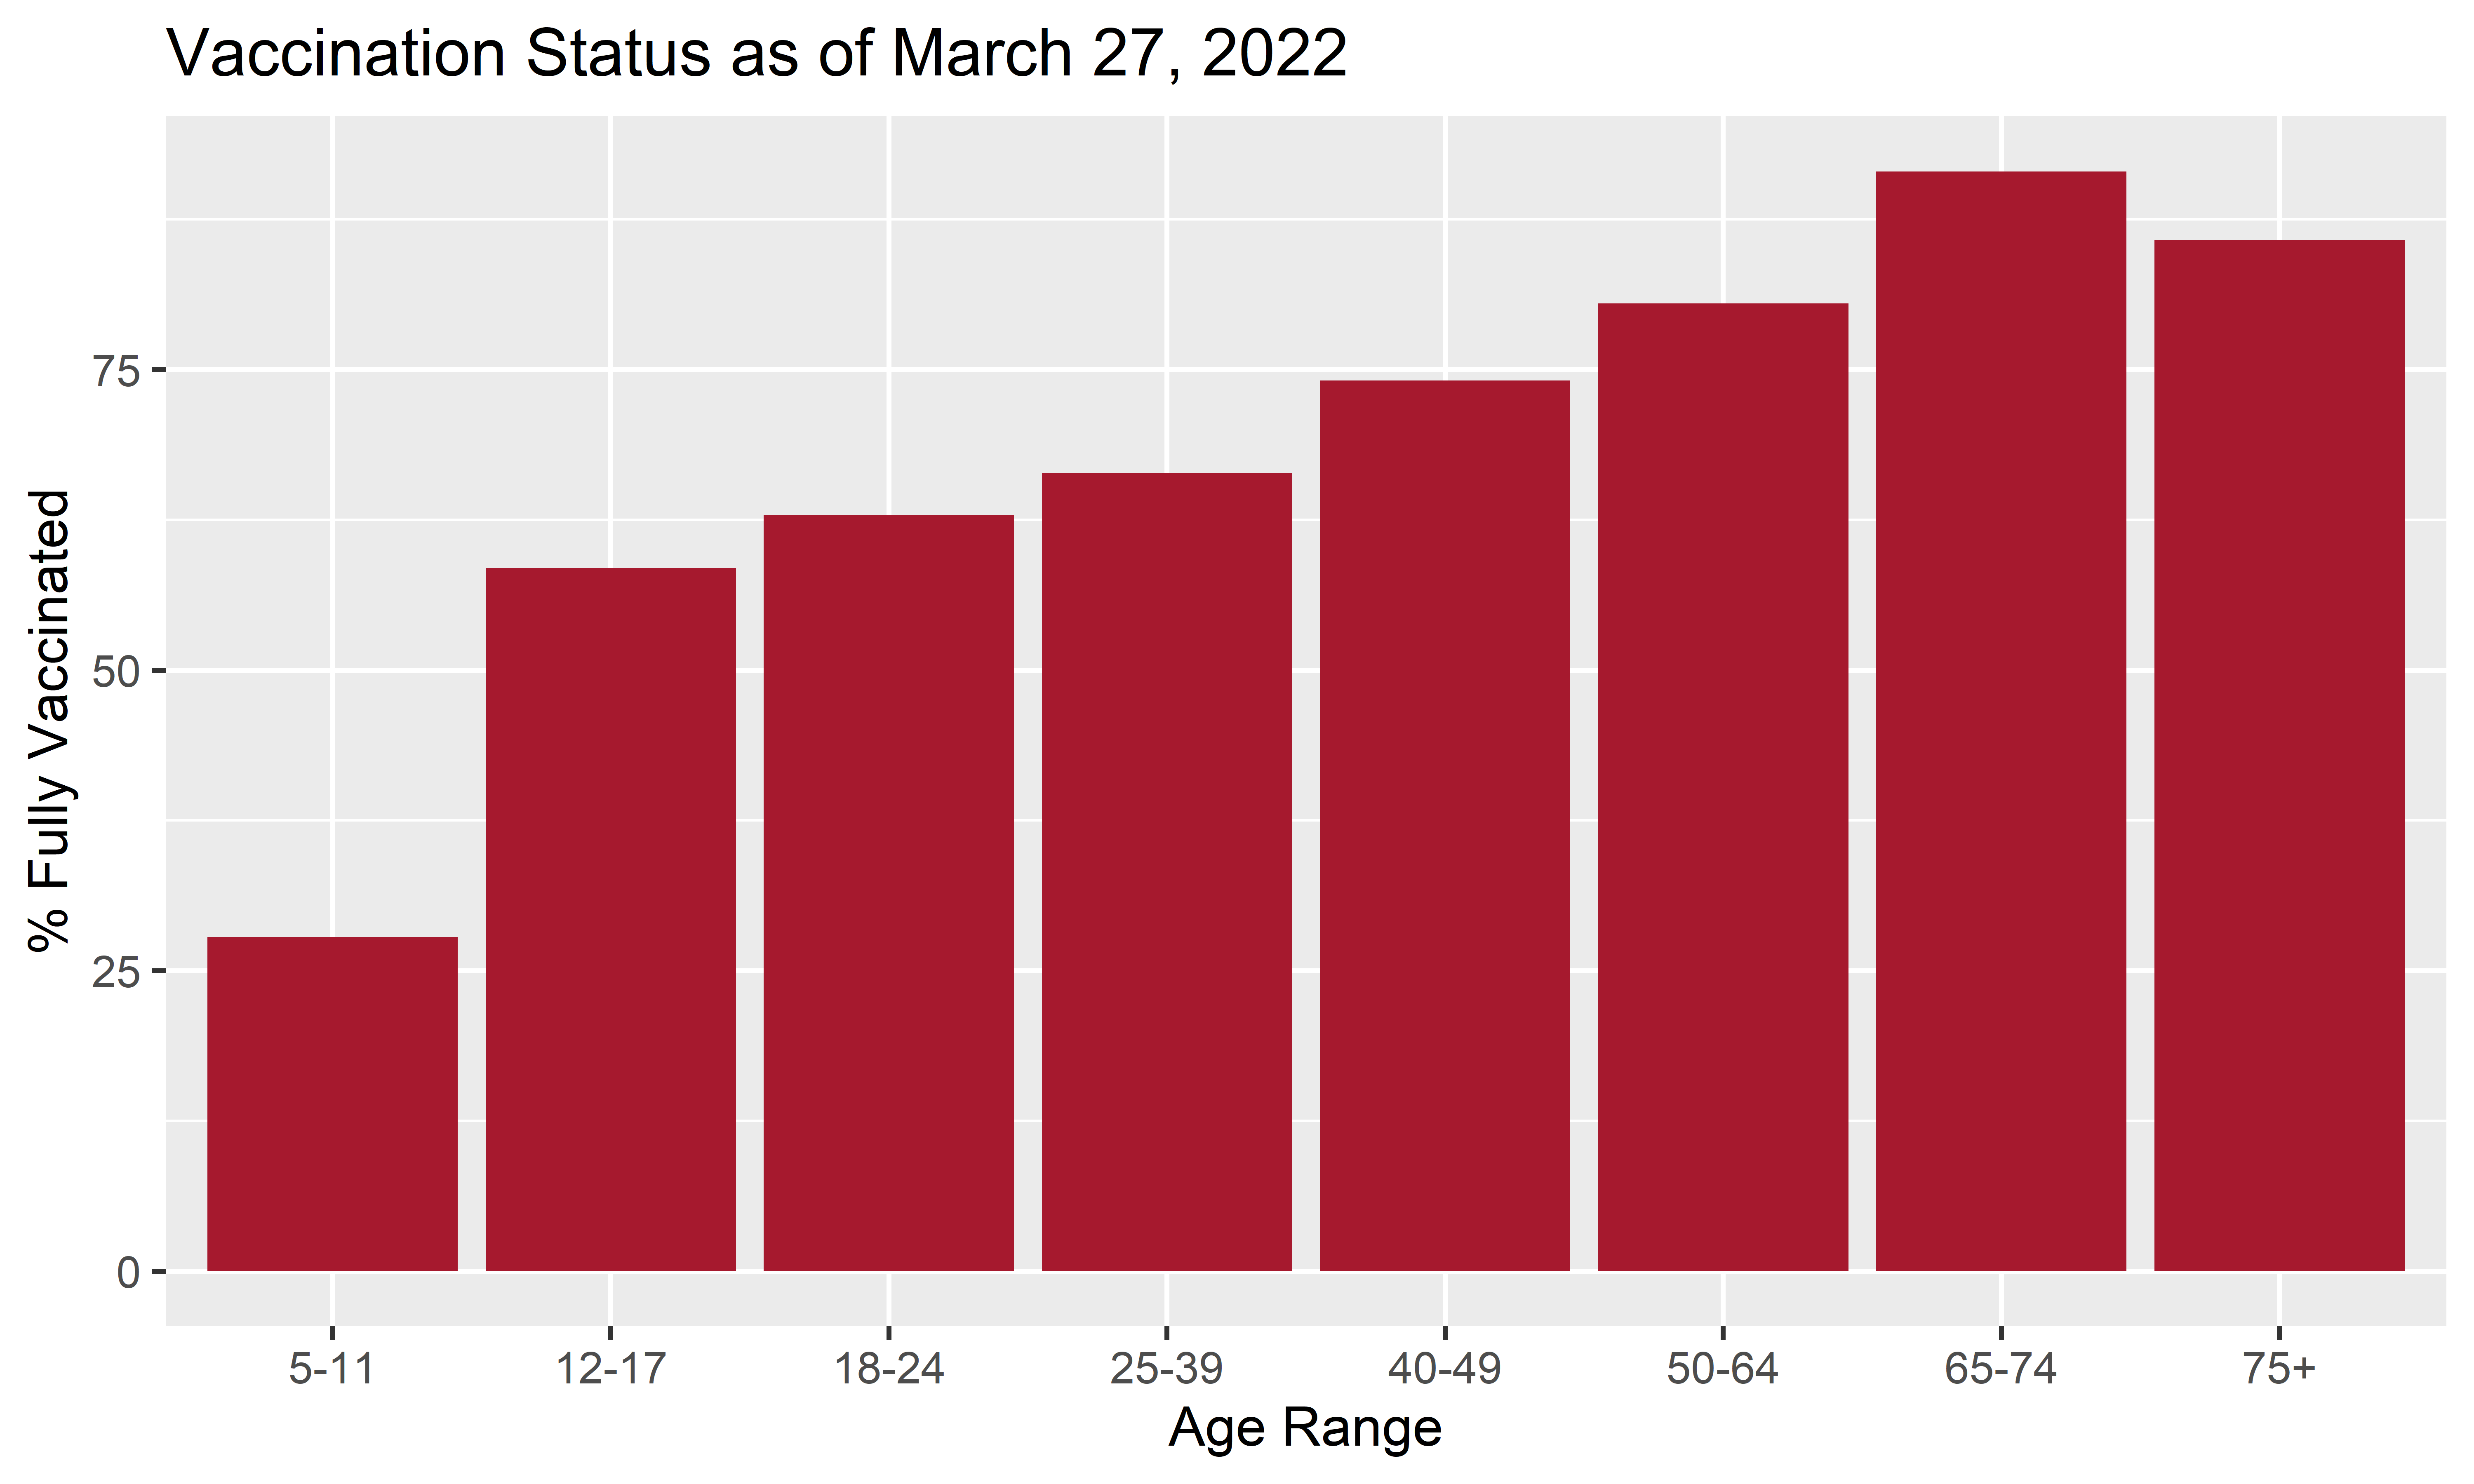 Vaccination Status as of March 27, 2022
% Fully Vaccinated
75
50
25
0
5-11 12-17 18-24 25-39 40-49 50-64 65-74 75+
Age Range